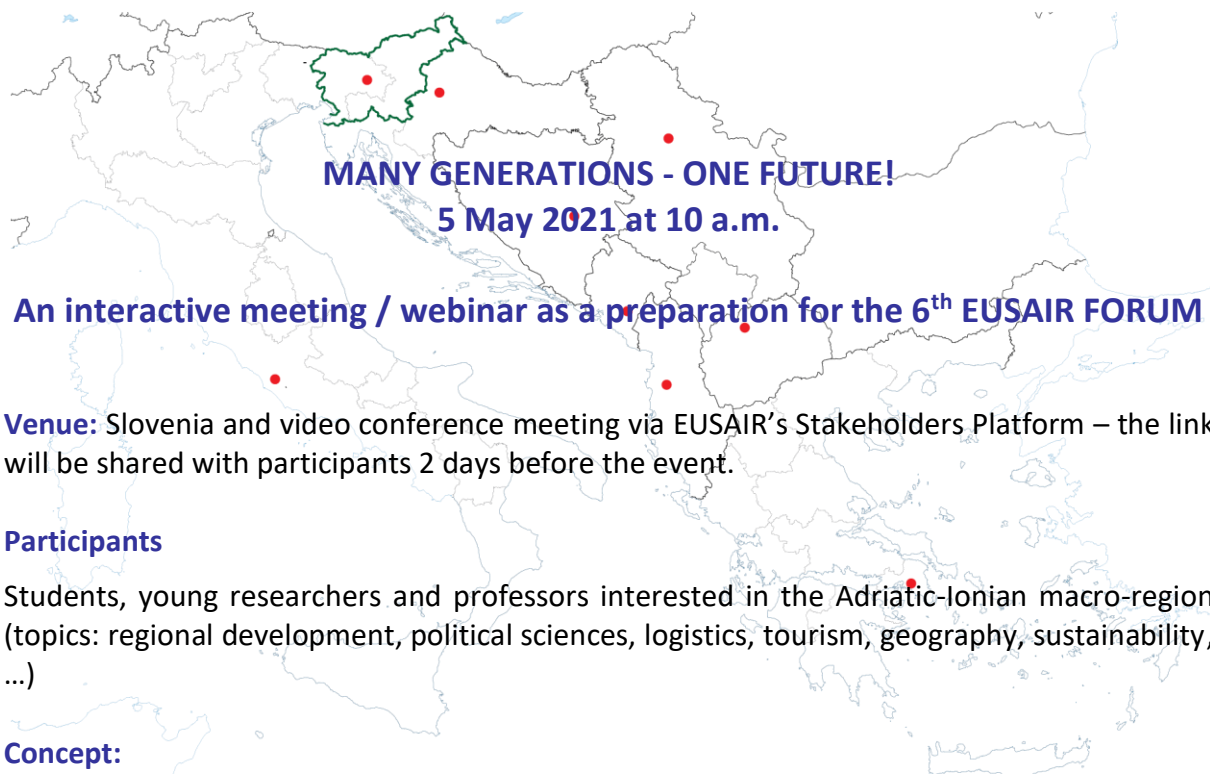 MANY GENERATIONS - ONE FUTURE!
5 May 2021 at 10 a.m.
An interactive meeting / webinar as a preparation for the 6th EUSAIR FORUM
Venue: Slovenia and video conference meeting via EUSAIR’s Stakeholders Platform – the link
will be shared with participants 2 days before the event.
Participants
Students, young researchers and professors interested in the Adriatic-Ionian macro-region
(topics: regional development, political sciences, logistics, tourism, geography, sustainability,
…)
Concept: